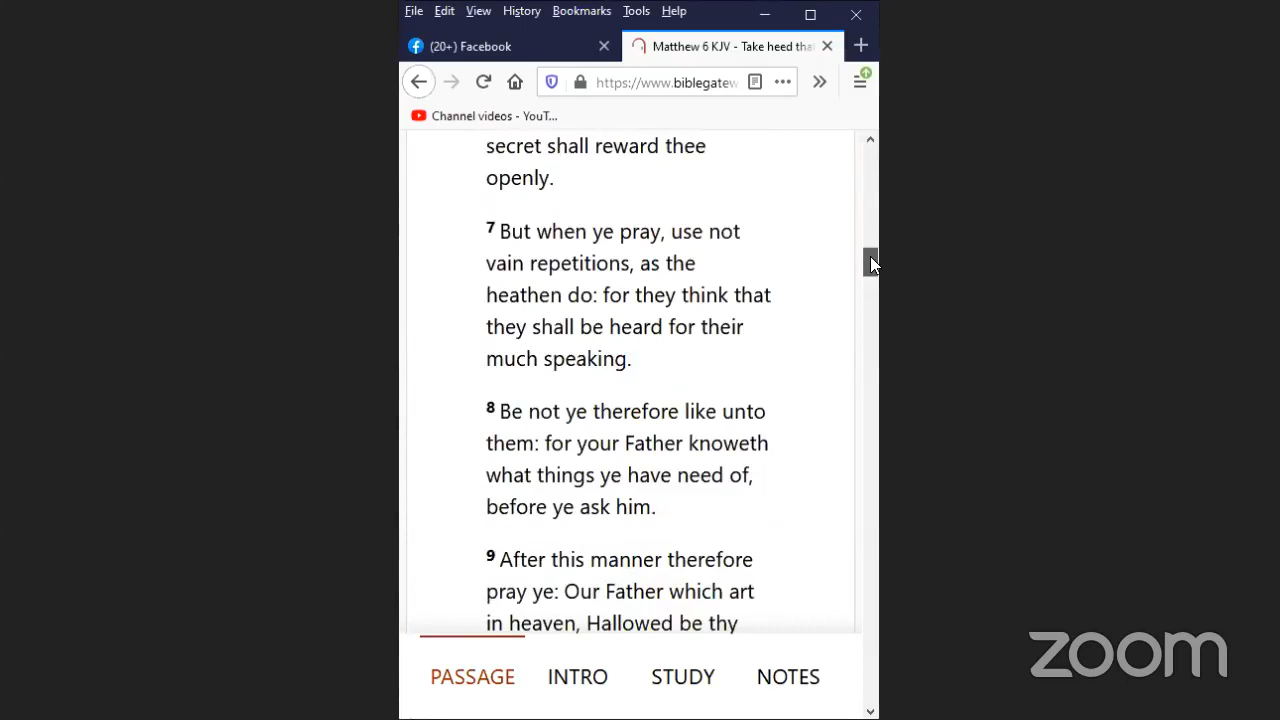 File Edit View History Bookmarks Tools Help
(20+) Facebook
Matthew 6 KJV - Take heed tha
https://www.biblegatew
Channel videos - YouT...
secret shall reward thee
openly.
7 But when ye pray, use not
vain repetitions, as the
heathen do: for they think that
they shall be heard for their
much speaking.
8 Be not ye therefore like unto
them: for your Father knoweth
what things ye have need of,
before ye ask him.
9 After this manner therefore
pray ye: Our Father which art
in heaven, Hallowed be thy
PASSAGE INTRO STUDY NOTES
zoom